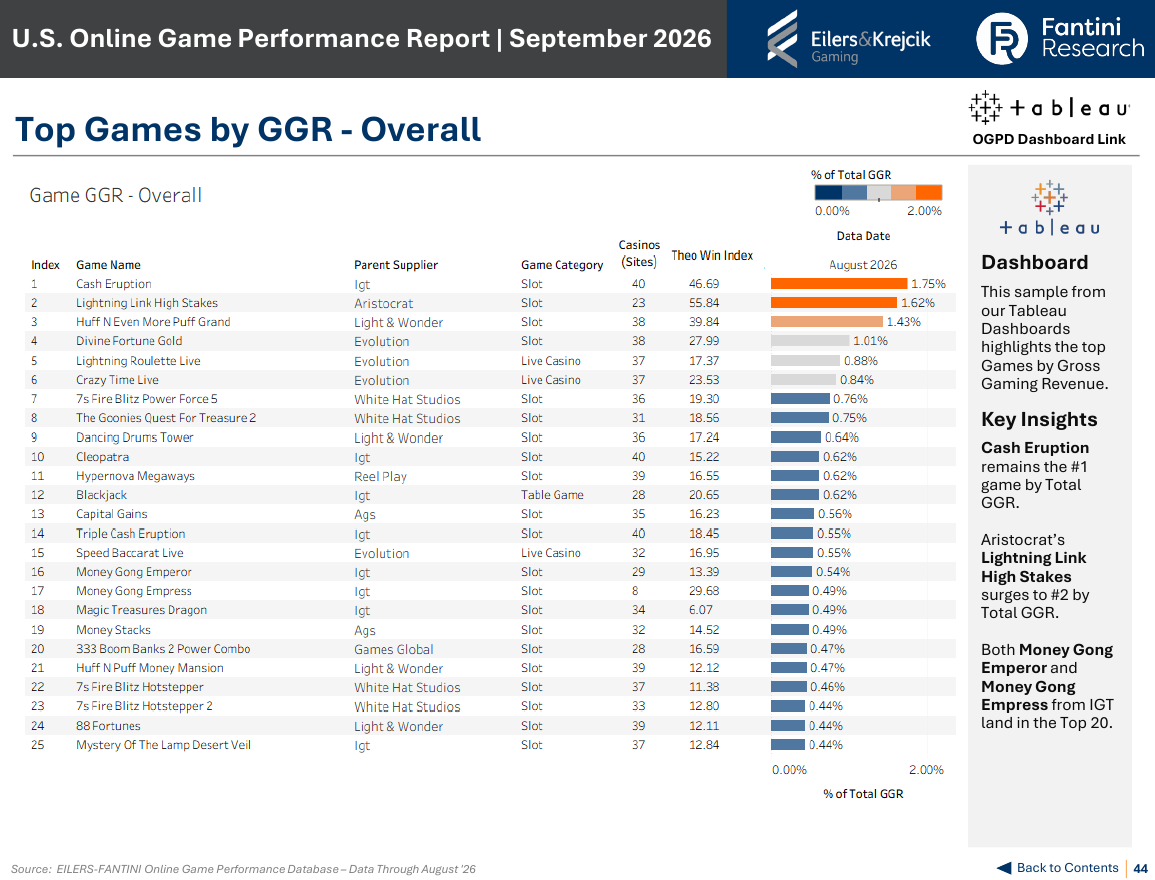 U.S. Online Game Performance Report | September 2026
Eilers&Krejcik
Gaming
Fantini
Research
Top Games by GGR - Overall
+ a b | e a u
OGPD Dashboard Link
Game GGR - Overall
% of Total GGR
0.00% 2.00%
Data Date
Index Game Name Parent Supplier Game Category Casinos (Sites) Theo Win Index August 2026
1 Cash Eruption Igt Slot 40 46.69 1.75%
2 Lightning Link High Stakes Aristocrat Slot 23 55.84 1.62%
3 Huff N Even More Puff Grand Light & Wonder Slot 38 39.84 1.43%
4 Divine Fortune Gold Evolution Slot 38 27.99 1.01%
5 Lightning Roulette Live Evolution Live Casino 37 17.37 0.88%
6 Crazy Time Live Evolution Live Casino 37 23.53 0.84%
7 7s Fire Blitz Power Force 5 White Hat Studios Slot 36 19.30 0.76%
8 The Goonies Quest For Treasure 2 White Hat Studios Slot 31 18.56 0.75%
9 Dancing Drums Tower Light & Wonder Slot 36 17.24 0.64%
10 Cleopatra Igt Slot 40 15.22 0.62%
11 Hypernova Megaways Reel Play Slot 39 16.55 0.62%
12 Blackjack Igt Table Game 28 20.65 0.62%
13 Capital Gains Ags Slot 35 16.23 0.56%
14 Triple Cash Eruption Igt Slot 40 18.45 0.55%
15 Speed Baccarat Live Evolution Live Casino 32 16.95 0.55%
16 Money Gong Emperor Igt Slot 29 13.39 0.54%
17 Money Gong Empress Igt Slot 8 29.68 0.49%
18 Magic Treasures Dragon Igt Slot 34 6.07 0.49%
19 Money Stacks Ags Slot 32 14.52 0.49%
20 333 Boom Banks 2 Power Combo Games Global Slot 28 16.59 0.47%
21 Huff N Puff Money Mansion Light & Wonder Slot 39 12.12 0.47%
22 7s Fire Blitz Hotstepper White Hat Studios Slot 37 11.38 0.46%
23 7s Fire Blitz Hotstepper 2 White Hat Studios Slot 33 12.80 0.44%
24 88 Fortunes Light & Wonder Slot 39 12.11 0.44%
25 Mystery Of The Lamp Desert Veil Igt Slot 37 12.84 0.44%
0.00% 2.00%
% of Total GGR
+ a b | e a u
Dashboard
This sample from
our Tableau
Dashboards
highlights the top
Games by Gross
Gaming Revenue.
Key Insights
Cash Eruption
remains the #1
game by Total
GGR.
Aristocrat's
Lightning Link
High Stakes
surges to #2 by
Total GGR.
Both Money Gong
Emperor and
Money Gong
Empress from IGT
land in the Top 20.
Source: EILERS-FANTINI Online Game Performance Database – Data Through August '26
Back to Contents | 44